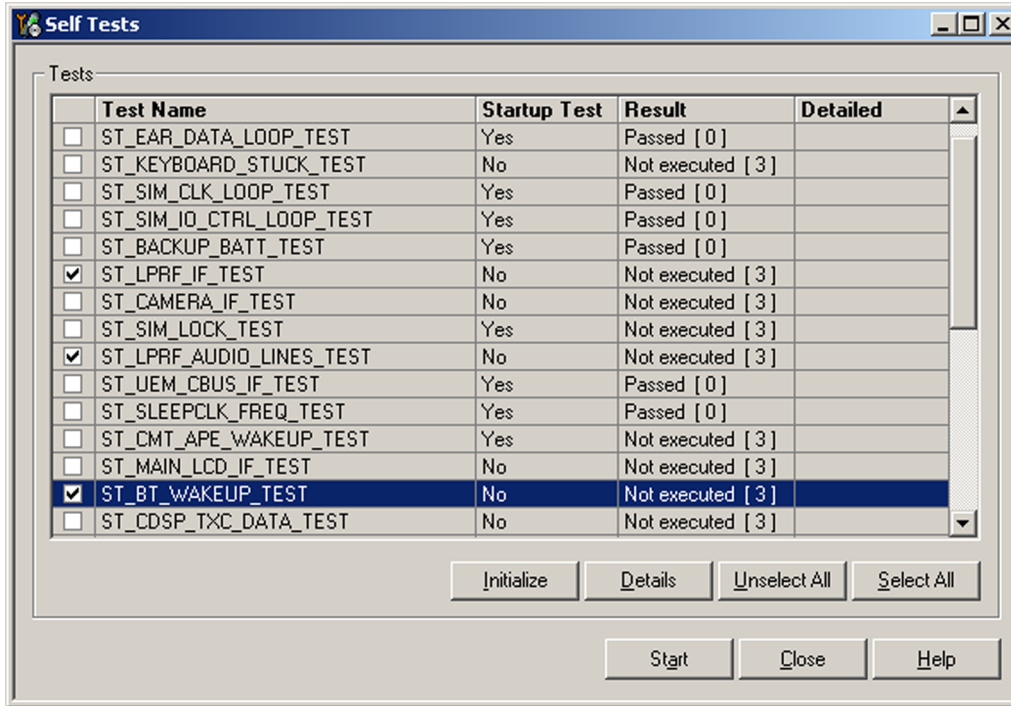 Self Tests
Tests
Test Name Startup Test Result Detailed
ST_EAR_DATA_LOOP_TEST Yes Passed [ 0 ]
ST_KEYBOARD_STUCK_TEST No Not executed [ 3 ]
ST_SIM_CLK_LOOP_TEST Yes Passed [ 0 ]
ST_SIM_IO_CTRL_LOOP_TEST Yes Passed [ 0 ]
ST_BACKUP_BATT_TEST Yes Passed [ 0 ]
ST_LPRF_IF_TEST No Not executed [ 3 ]
ST_CAMERA_IF_TEST No Not executed [ 3 ]
ST_SIM_LOCK_TEST Yes Not executed [ 3 ]
ST_LPRF_AUDIO_LINES_TEST No Not executed [ 3 ]
ST_UEM_CBUS_IF_TEST Yes Passed [ 0 ]
ST_SLEEPCLK_FREQ_TEST Yes Passed [ 0 ]
ST_CMT_APE_WAKEUP_TEST Yes Not executed [ 3 ]
ST_MAIN_LCD_IF_TEST No Not executed [ 3 ]
ST_BT_WAKEUP_TEST No Not executed [ 3 ]
ST_CDSP_TXC_DATA_TEST No Not executed [ 3 ]
Initialize Details Unselect All Select All
Start Close Help